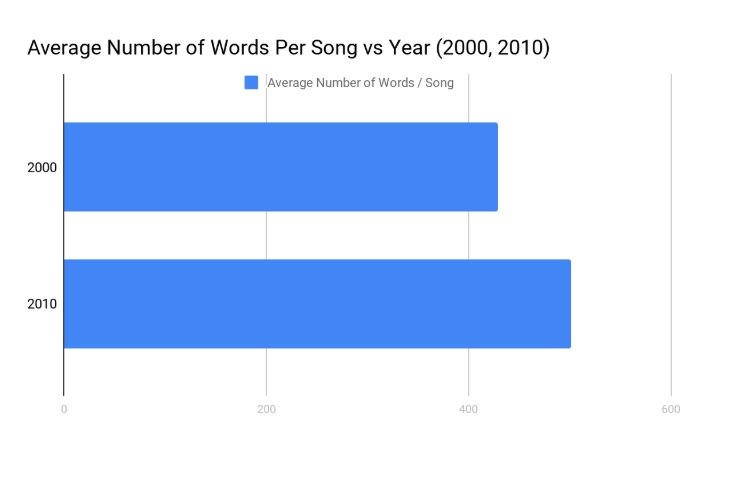 Average Number of Words Per Song vs Year (2000, 2010)
Average Number of Words / Song
2000
2010
0 200 400 600